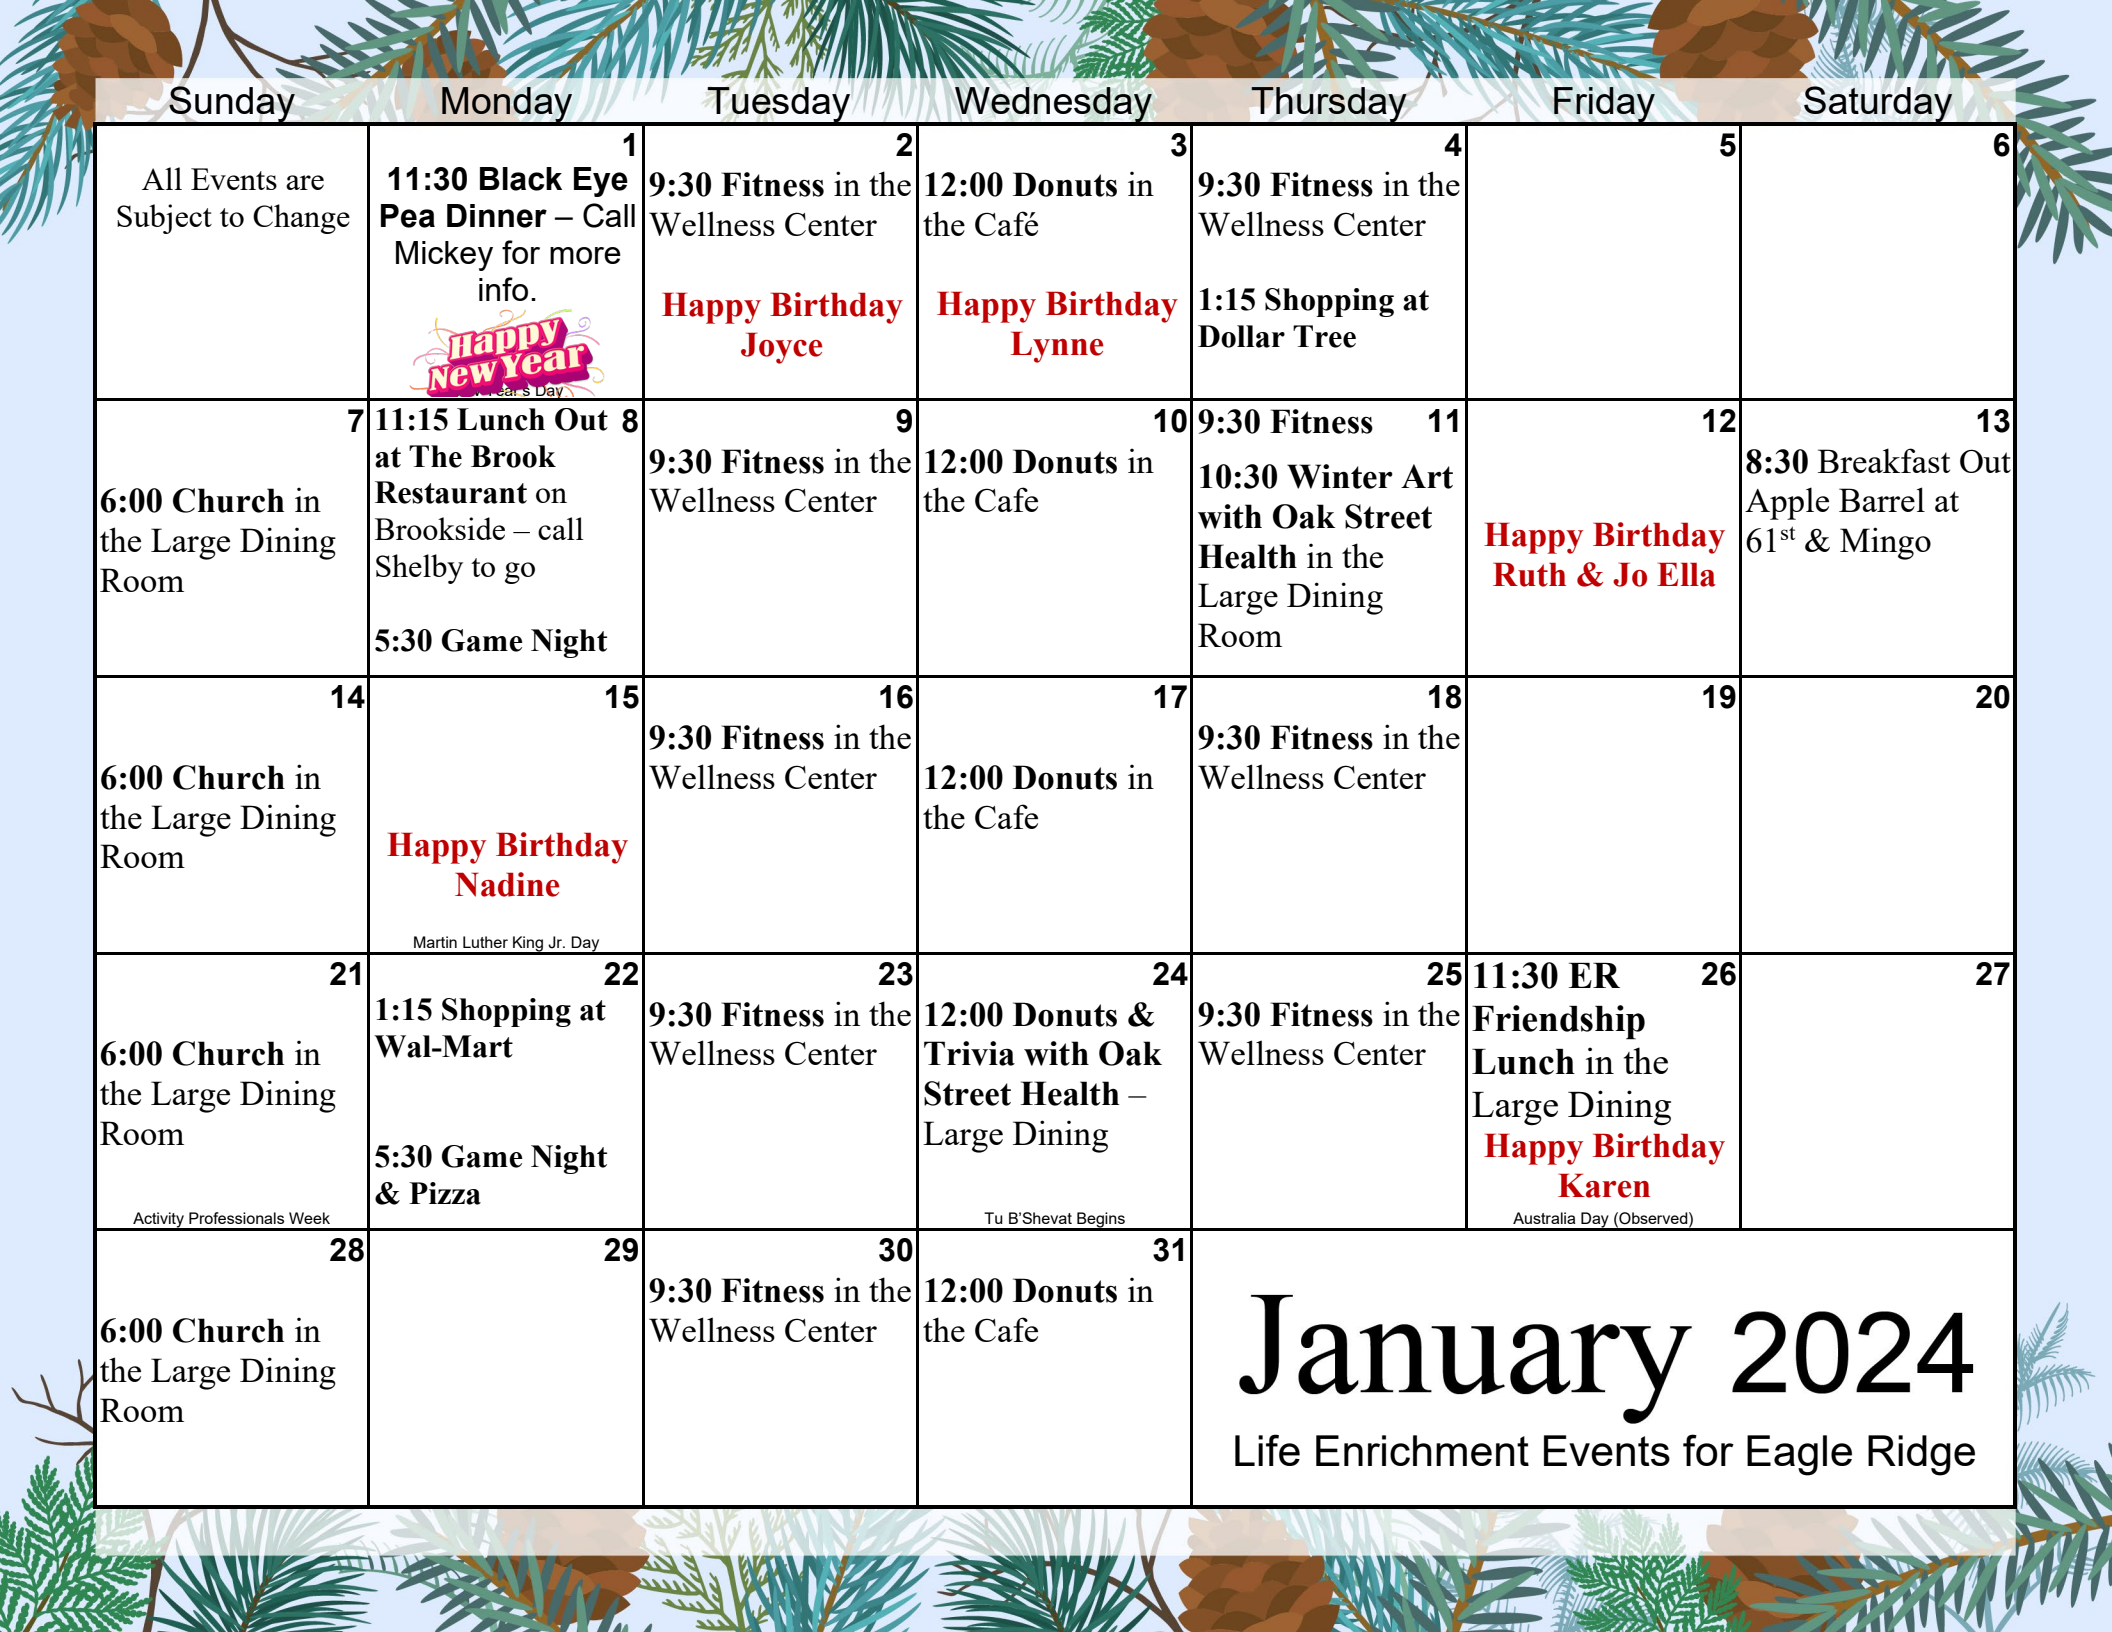 Sunday Monday Tuesday Wednesday Thursday Friday Saturday
All Events are
Subject to Change
1
11:30 Black Eye
Pea Dinner – Call
Mickey for more
info.
Happy
New Year
Year's Day
2
9:30 Fitness in the
Wellness Center
Happy Birthday
Joyce
3
12:00 Donuts in
the Café
Happy Birthday
Lynne
4
9:30 Fitness in the
Wellness Center
1:15 Shopping at
Dollar Tree
5
6
7
6:00 Church in
the Large Dining
Room
11:15 Lunch Out 8
at The Brook
Restaurant on
Brookside – call
Shelby to go
5:30 Game Night
9
9:30 Fitness in the
Wellness Center
10
12:00 Donuts in
the Cafe
9:30 Fitness 11
10:30 Winter Art
with Oak Street
Health in the
Large Dining
Room
12
Happy Birthday
Ruth & Jo Ella
13
8:30 Breakfast Out
Apple Barrel at
61st & Mingo
14
6:00 Church in
the Large Dining
Room
15
Happy Birthday
Nadine
Martin Luther King Jr. Day
16
9:30 Fitness in the
Wellness Center
17
12:00 Donuts in
the Cafe
18
9:30 Fitness in the
Wellness Center
19
20
21
6:00 Church in
the Large Dining
Room
Activity Professionals Week
22
1:15 Shopping at
Wal-Mart
5:30 Game Night
& Pizza
23
9:30 Fitness in the
Wellness Center
24
12:00 Donuts &
Trivia with Oak
Street Health –
Large Dining
Tu B'Shevat Begins
25
9:30 Fitness in the
Wellness Center
11:30 ER 26
Friendship
Lunch in the
Large Dining
Happy Birthday
Karen
Australia Day (Observed)
27
28
6:00 Church in
the Large Dining
Room
29
30
9:30 Fitness in the
Wellness Center
31
12:00 Donuts in
the Cafe
January 2024
Life Enrichment Events for Eagle Ridge